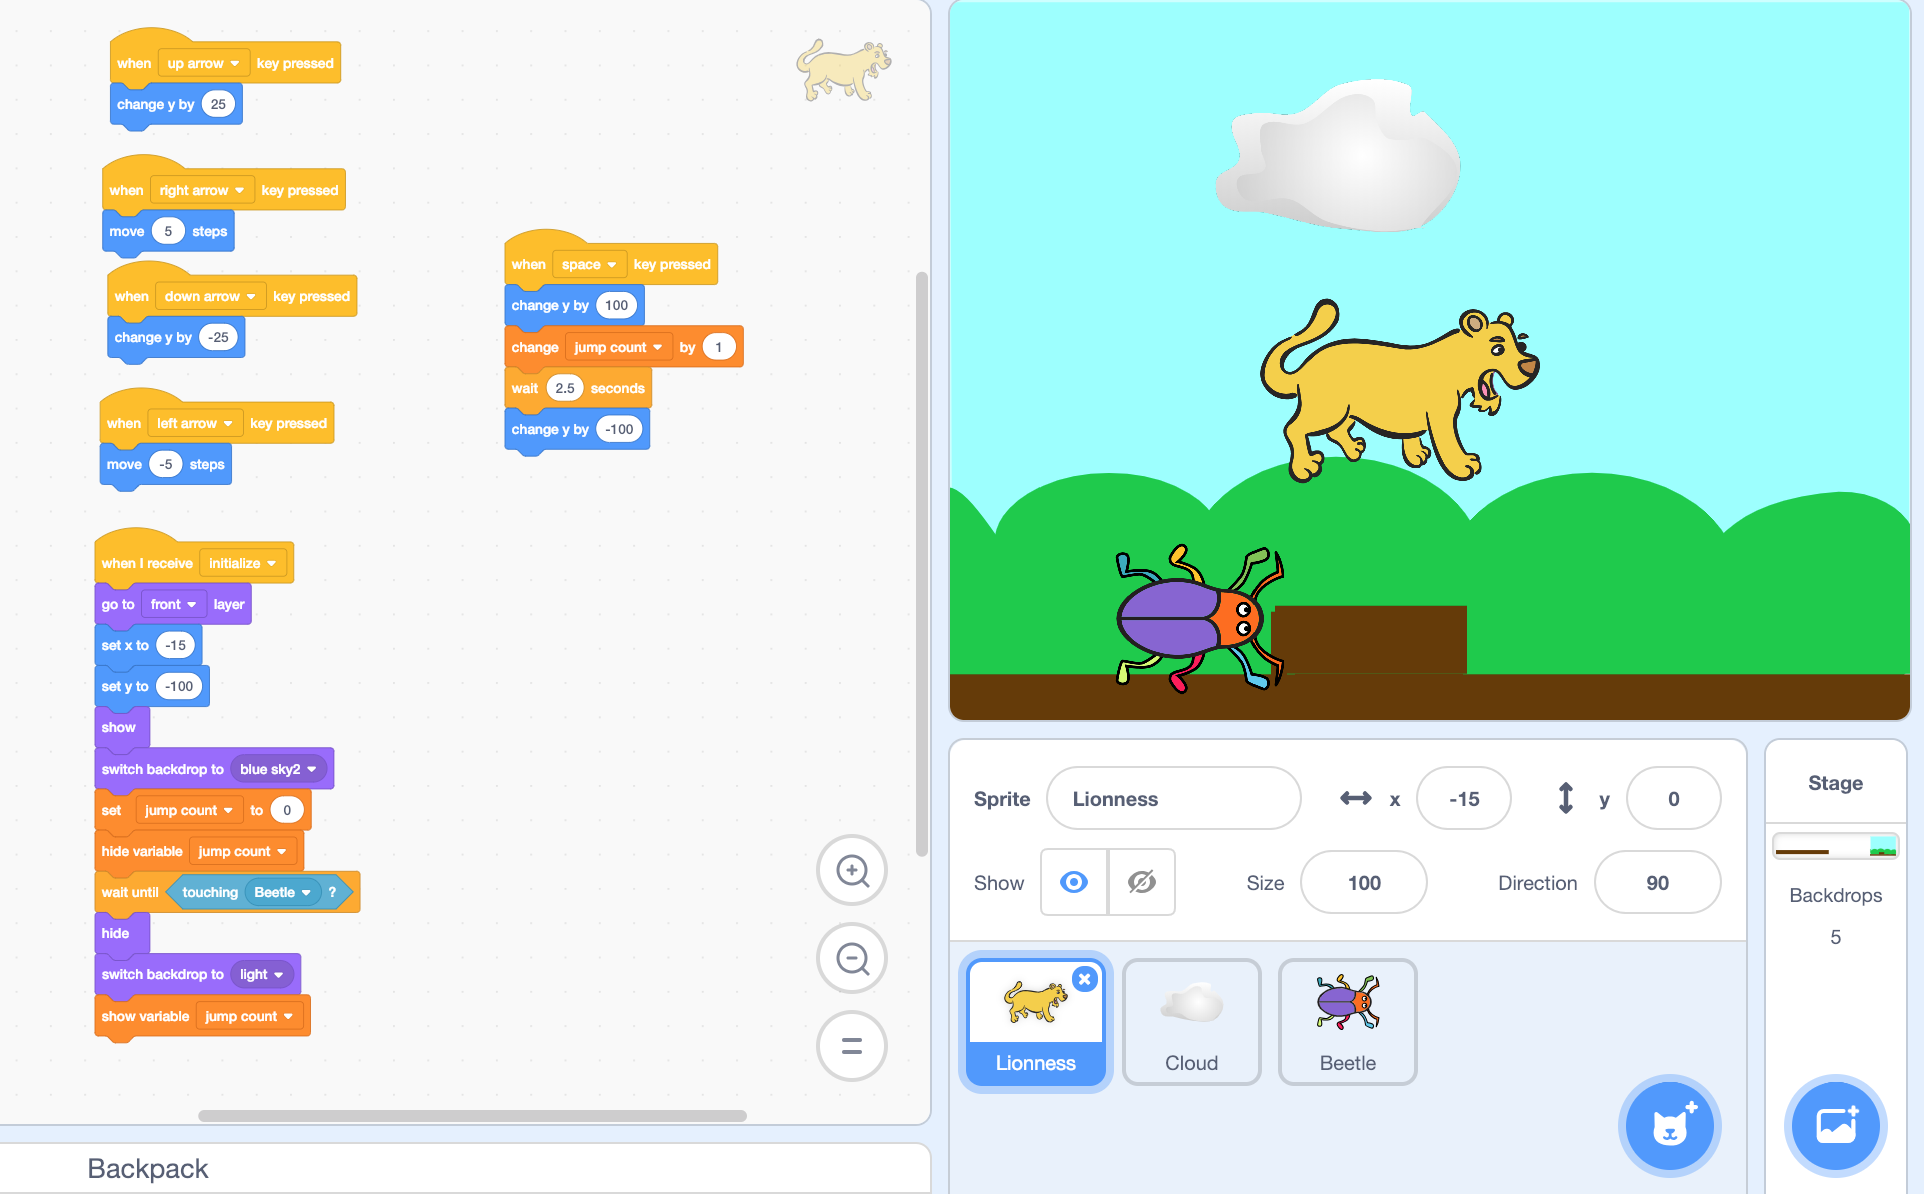 when up arrow key pressed
change y by 25
when right arrow key pressed
move 5 steps
when down arrow key pressed
change y by -25
when left arrow key pressed
move -5 steps
when I receive initialize
go to front layer
set x to -15
set y to -100
show
switch backdrop to blue sky2
set jump count to 0
hide variable jump count
wait until touching Beetle ?
hide
switch backdrop to light
show variable jump count
when space key pressed
change y by 100
change jump count by 1
wait 2.5 seconds
change y by -100
Backpack
Sprite Lionness x -15 y 0
Show Size 100 Direction 90
Lionness Cloud Beetle
Stage
Backdrops
5